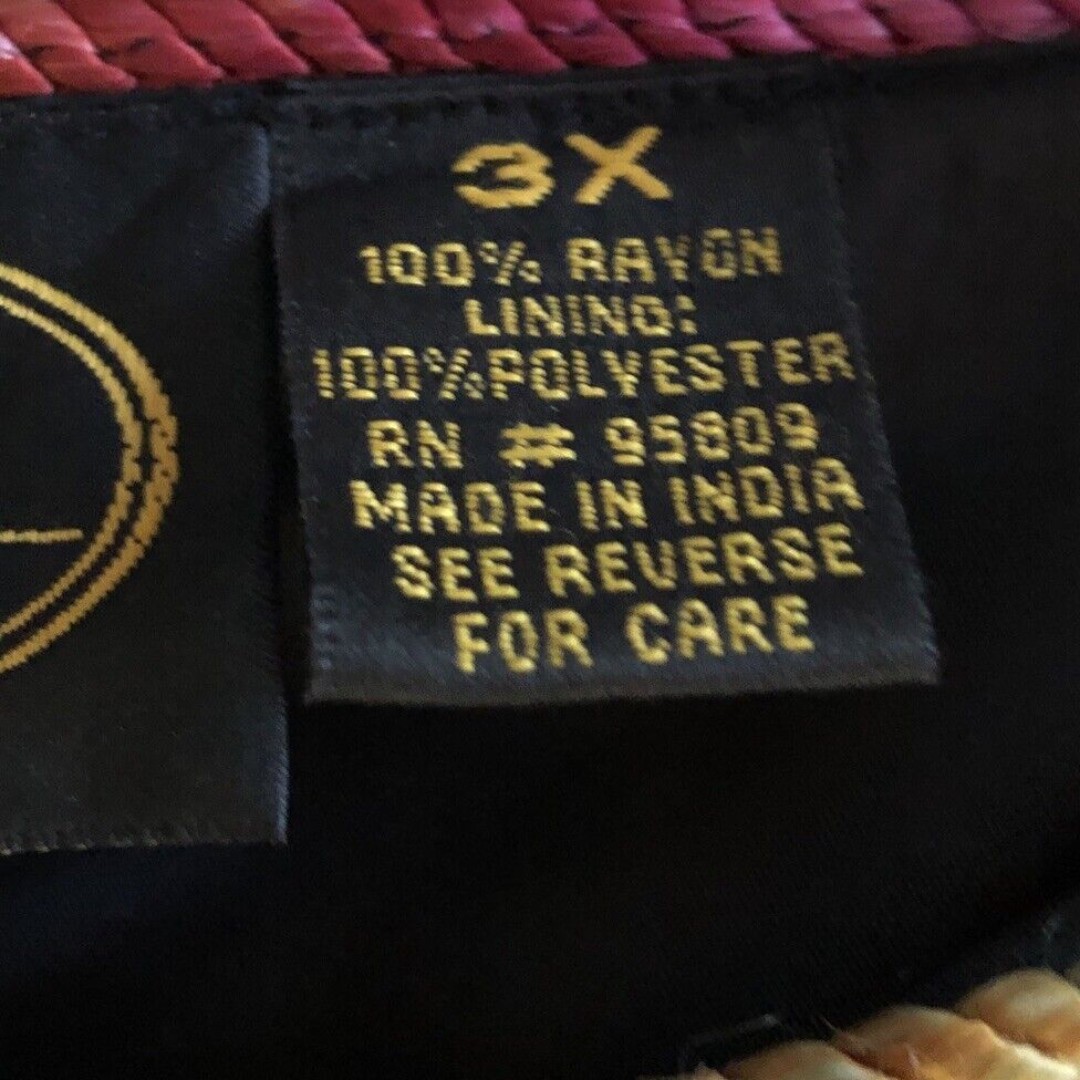 3X
100% RAYON
LINING:
100% POLYESTER
RN # 95809
MADE IN INDIA
SEE REVERSE
FOR CARE